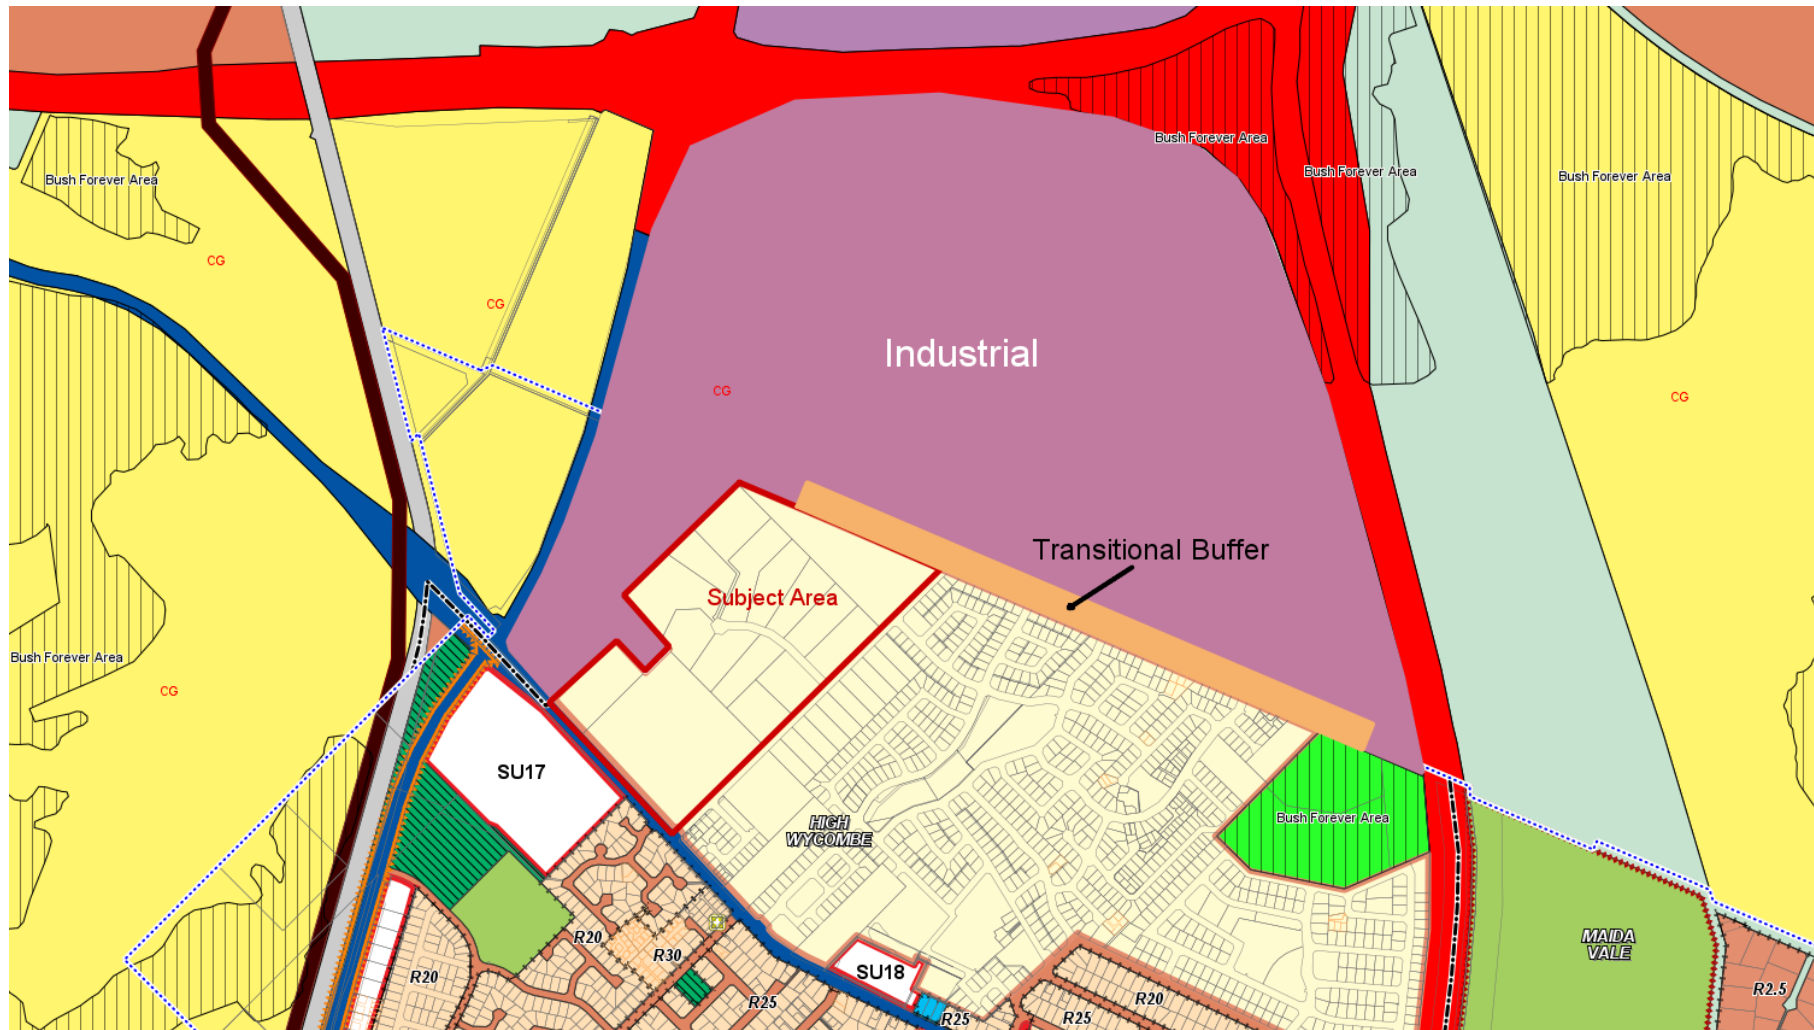 Bush Forever Area
Bush Forever Area
Bush Forever Area
Bush Forever Area
CG
CG
Industrial
CG
CG
Transitional Buffer
Subject Area
Bush Forever Area
CG
SU17
HIGH
WYCOMBE
Bush Forever Area
R20
MAIDA
VALE
R30
SU18
R20
R25
R2.5
R20
R25
R25